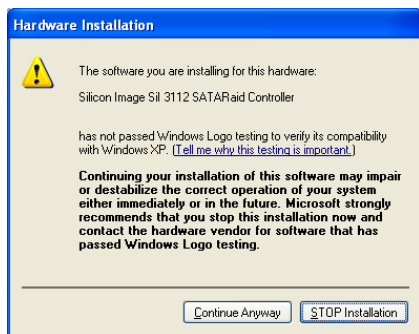 Hardware Installation
The software you are installing for this hardware:
Silicon Image SiI 3112 SATARaid Controller
has not passed Windows Logo testing to verify its compatibility
with Windows XP. (Tell me why this testing is important.)
Continuing your installation of this software may impair
or destabilize the correct operation of your system
either immediately or in the future. Microsoft strongly
recommends that you stop this installation now and
contact the hardware vendor for software that has
passed Windows Logo testing.
Continue Anyway
STOP Installation